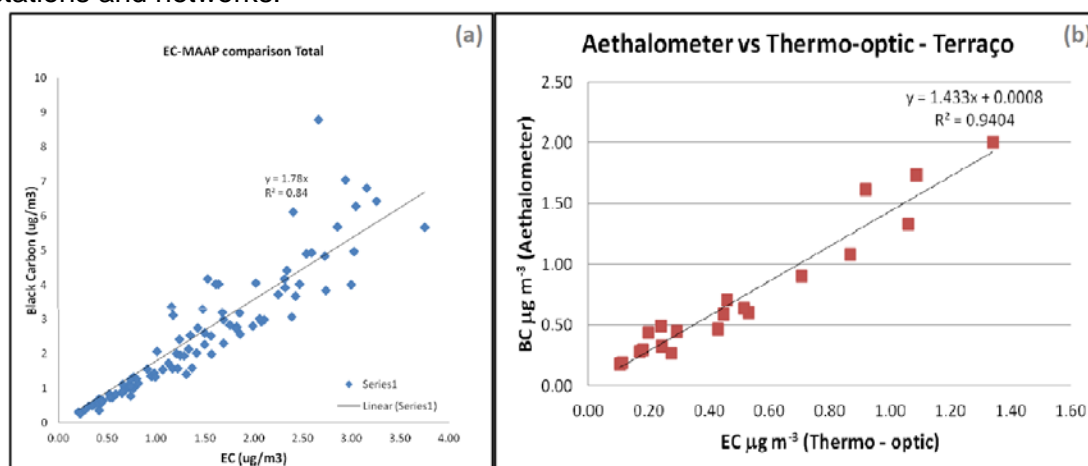 stations and networks.
EC-MAAP comparison Total
(a)
10
9
8
7
6
5
4
3
2
1
0
Black Carbon (ug/m3)
y = 1.78x
R² = 0.84
Series1
Linear (Series1)
0.00 0.50 1.00 1.50 2.00 2.50 3.00 3.50 4.00
EC (ug/m3)
Aethalometer vs Thermo-optic - Terraço
(b)
y = 1.433x + 0.0008
R² = 0.9404
2.50
2.00
1.50
1.00
0.50
0.00
BC µg m⁻³ (Aethalometer)
0.00 0.20 0.40 0.60 0.80 1.00 1.20 1.40 1.60
EC µg m⁻³ (Thermo - optic)